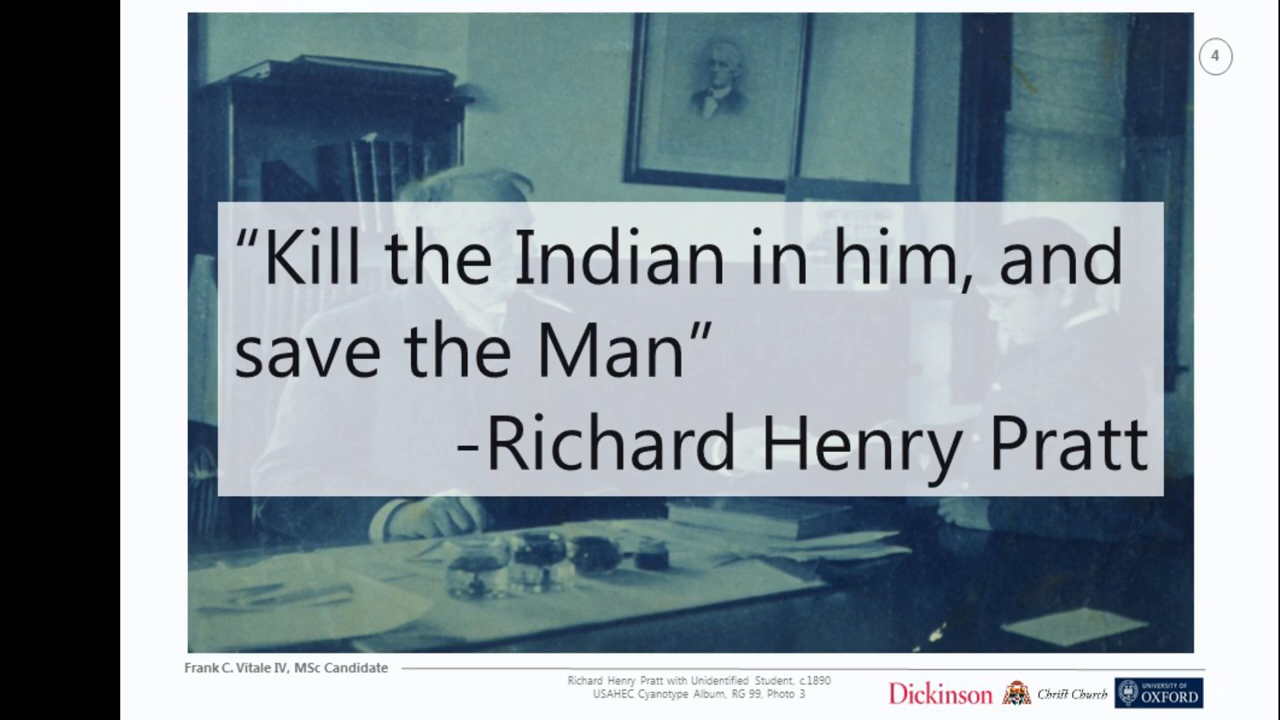 4
“Kill the Indian in him, and
save the Man”
-Richard Henry Pratt
Frank C. Vitale IV, MSc Candidate
Richard Henry Pratt with Unidentified Student, c.1890
USAHEC Cyanotype Album, RG 99, Photo 3
Dickinson
Christ Church
UNIVERSITY OF
OXFORD